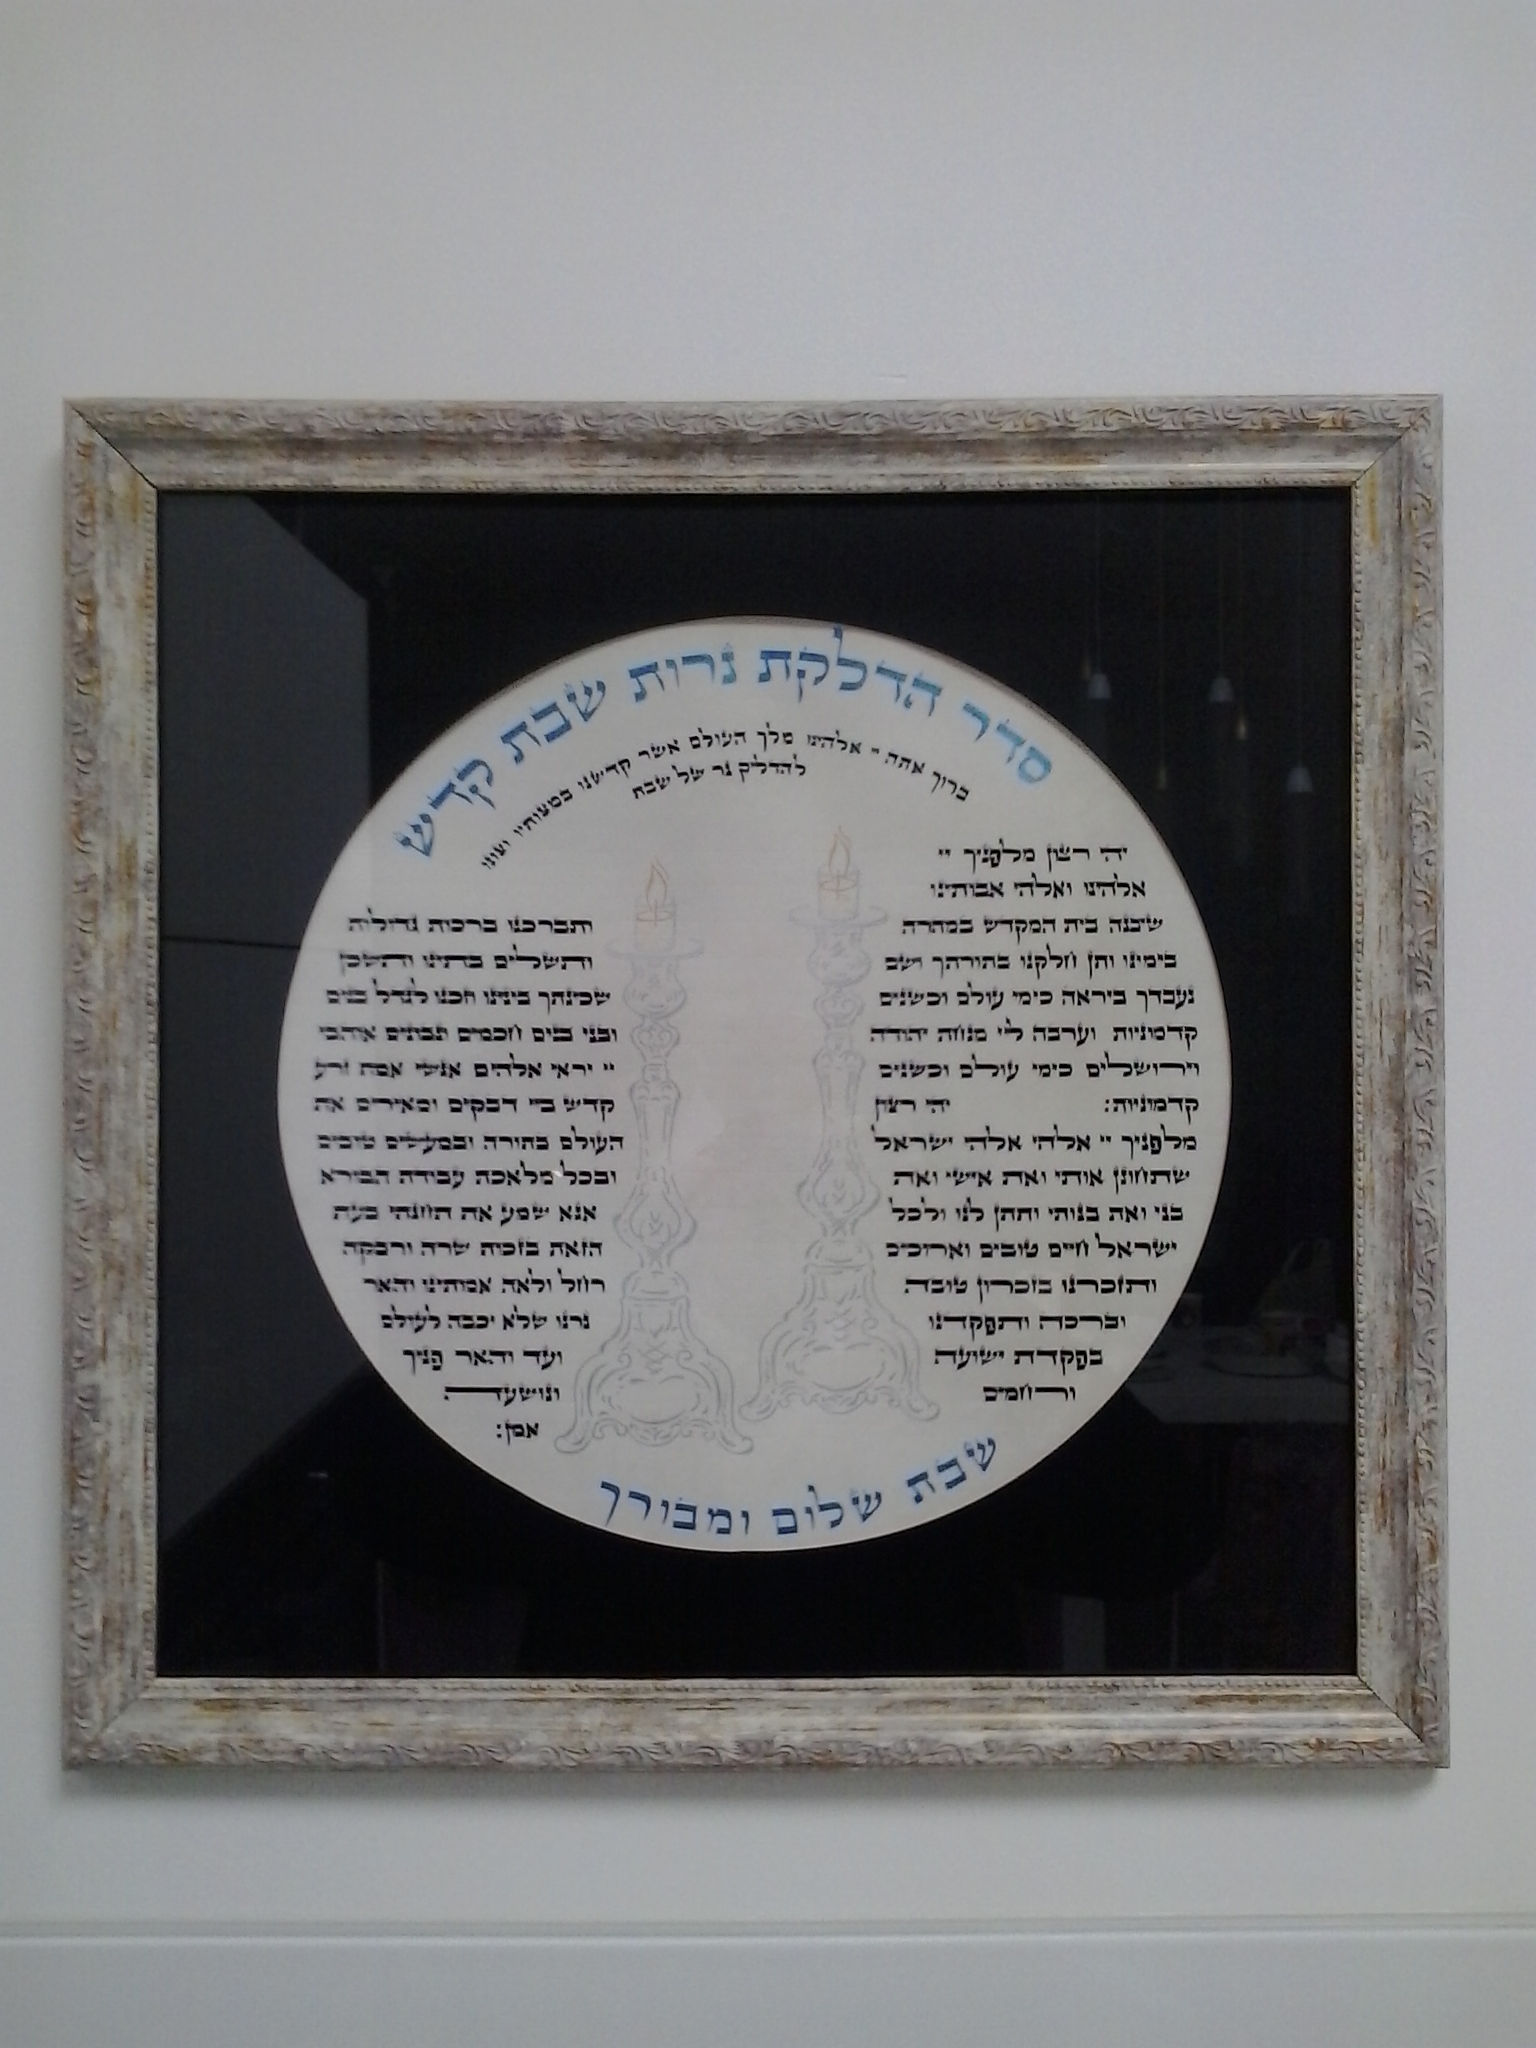 סדר הדלקת נרות שבת קדש
ברוך אתה יי אלהינו מלך העולם אשר קדשנו במצותיו וצונו
להדליק נר של שבת
יהי רצון מלפניך יי
אלהינו ואלהי אבותינו
שיבנה בית המקדש במהרה
בימינו ותן חלקנו בתורתך ושם
נעבדך ביראה כימי עולם וכשנים
קדמוניות וערבה ליי מנחת יהודה
וירושלים כימי עולם וכשנים
קדמוניות: יהי רצון
מלפניך יי אלהי אלהי ישראל
שתחונן אותי ואת אישי ואת
בני ואת בנותי ותתן לנו ולכל
ישראל חיים טובים וארוכים
ותזכרנו בזכרון טובה
וברכה ותפקדנו
בפקדת ישועה
ורחמים
ותברכנו ברכות גדולות
ותשלים בתינו ותשכן
שכינתך בינינו וזכנו לגדל בנים
ובני בנים חכמים ונבונים אוהבי
יי יראי אלהים אנשי אמת זרע
קדש ביי דבקים ומאירים את
העולם בתורה ובמעשים טובים
ובכל מלאכת עבודת הבורא
אנא שמע את תחנתי בעת
הזאת בזכות שרה ורבקה
רחל ולאה אמותינו והאר
נרנו שלא יכבה לעולם
ועד והאר פניך
ונושעה
אמן:
שבת שלום ומבורך